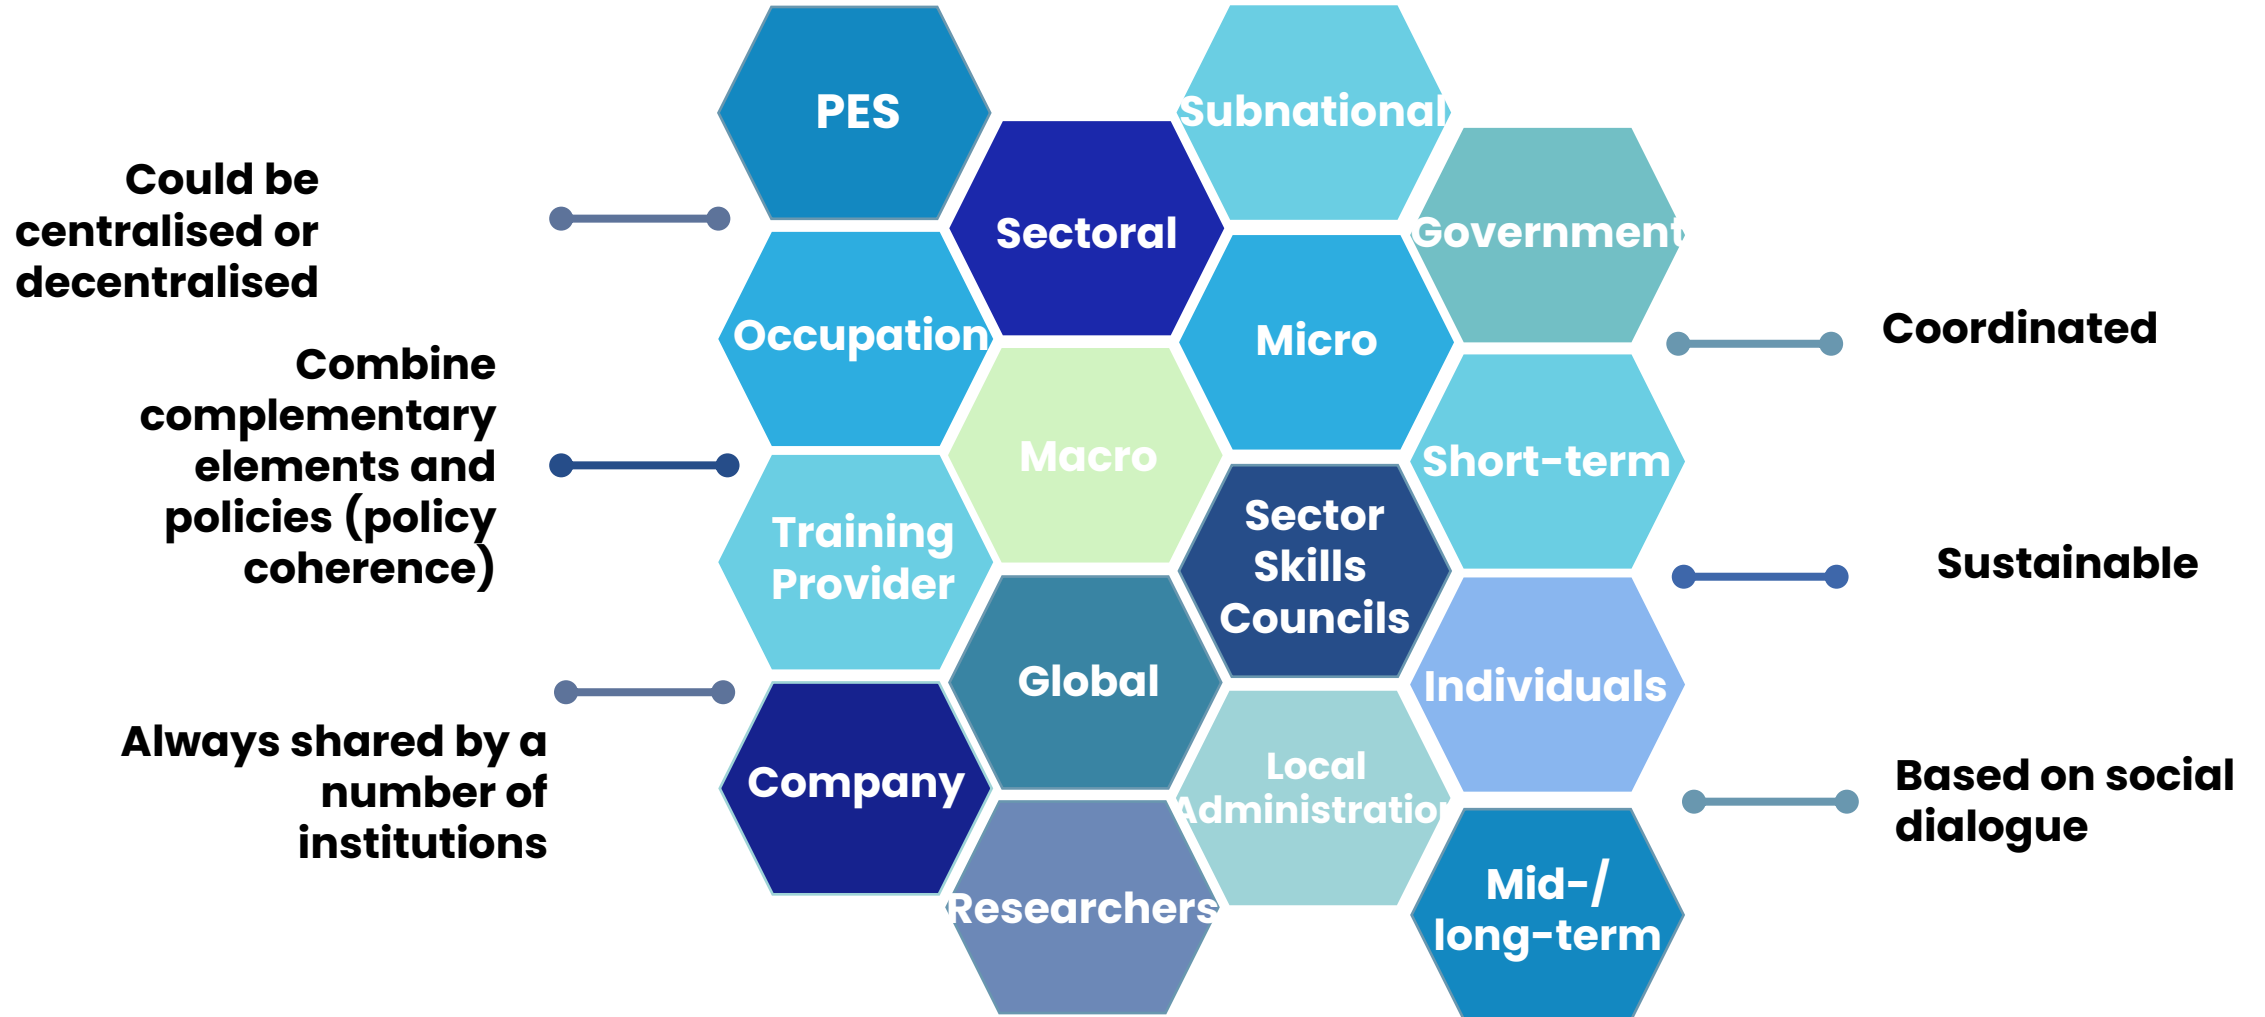 Could be
centralised or
decentralised
Combine
complementary
elements and
policies (policy
coherence)
Always shared by a
number of
institutions
PES
Occupation
Training
Provider
Company
Sectoral
Macro
Global
Researchers
Subnational
Micro
Sector
Skills
Councils
Local
Administration
Government
Short-term
Individuals
Mid-/
long-term
Coordinated
Sustainable
Based on social
dialogue